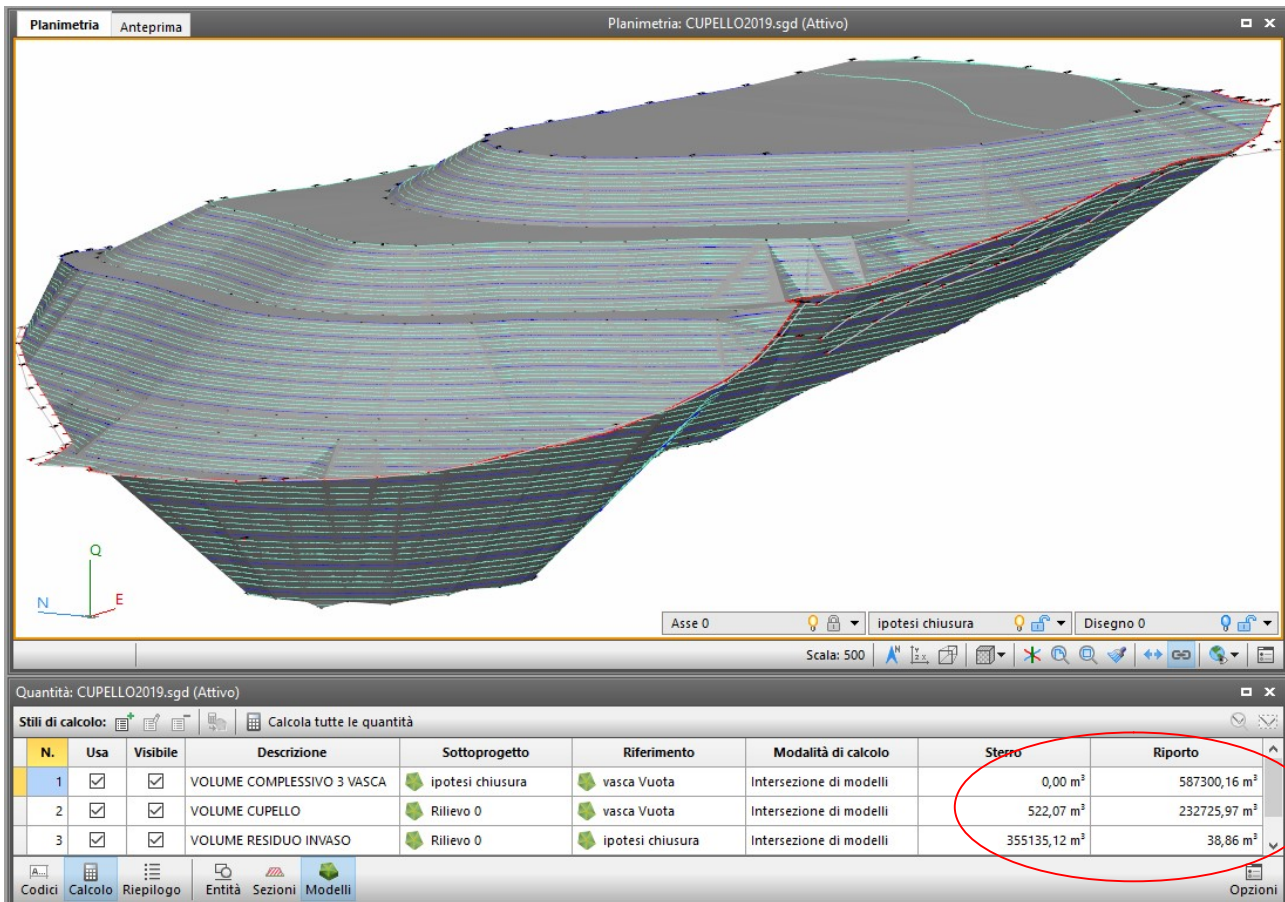 Planimetria Anteprima Planimetria: CUPELLO2019.sgd (Attivo)
Q
N E
Asse 0 ipotesi chiusura Disegno 0
Scala: 500
Quantità: CUPELLO2019.sgd (Attivo)
Stili di calcolo: Calcola tutte le quantità
N. Usa Visibile Descrizione Sottoprogetto Riferimento Modalità di calcolo Sterro Riporto
1 VOLUME COMPLESSIVO 3 VASCA ipotesi chiusura vasca Vuota Intersezione di modelli 0,00 m³ 587300,16 m³
2 VOLUME CUPELLO Rilievo 0 vasca Vuota Intersezione di modelli 522,07 m³ 232725,97 m³
3 VOLUME RESIDUO INVASO Rilievo 0 ipotesi chiusura Intersezione di modelli 355135,12 m³ 38,86 m³
Codici Calcolo Riepilogo Entità Sezioni Modelli Opzioni